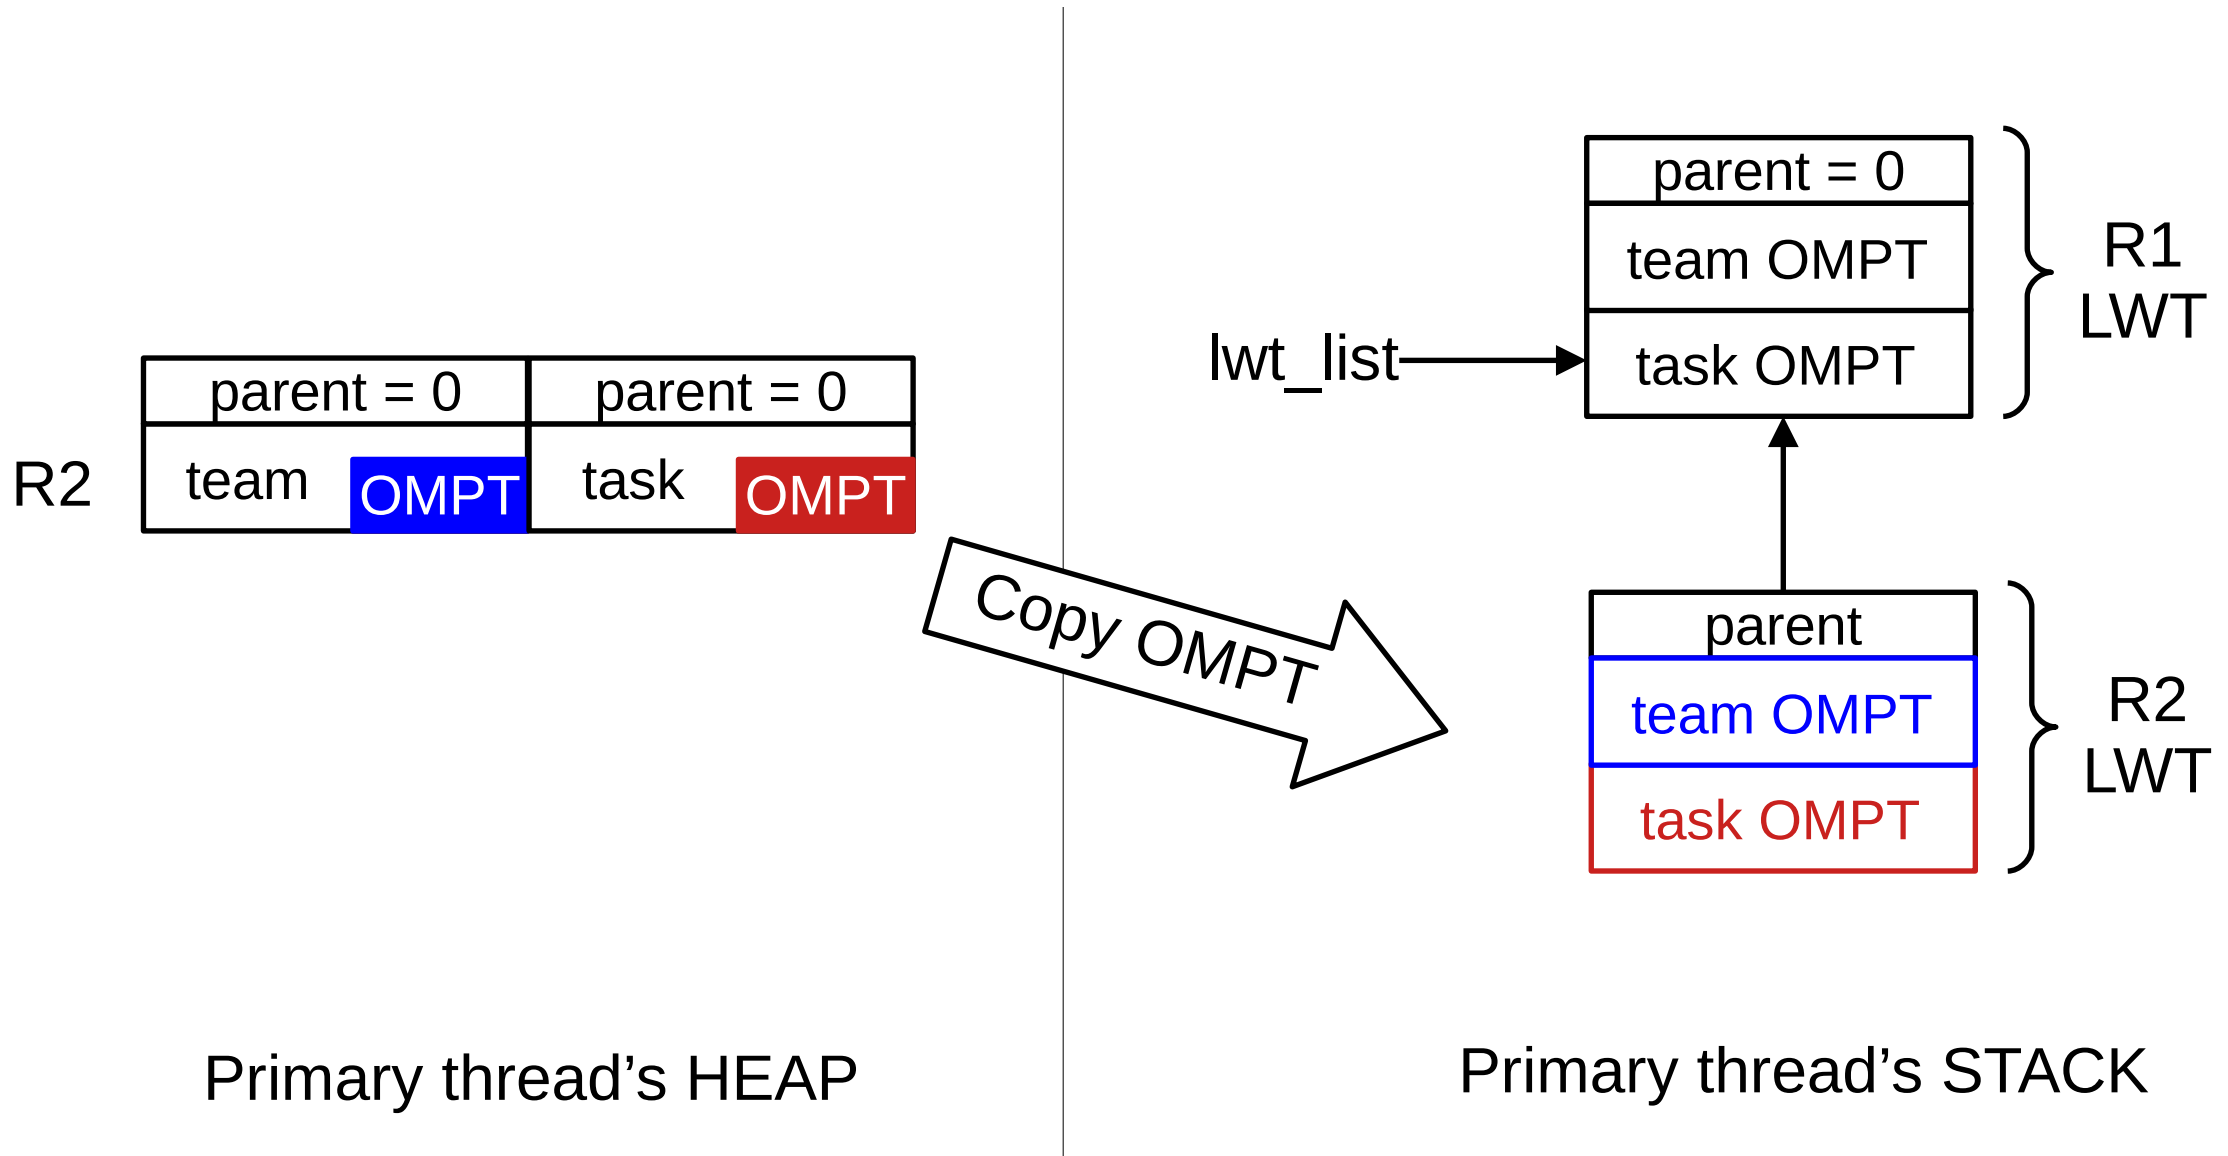 parent = 0
parent = 0
R2
team
OMPT
task
OMPT
Primary thread’s HEAP
Copy OMPT
lwt_list
parent = 0
team OMPT
task OMPT
R1
LWT
parent
team OMPT
task OMPT
R2
LWT
Primary thread’s STACK